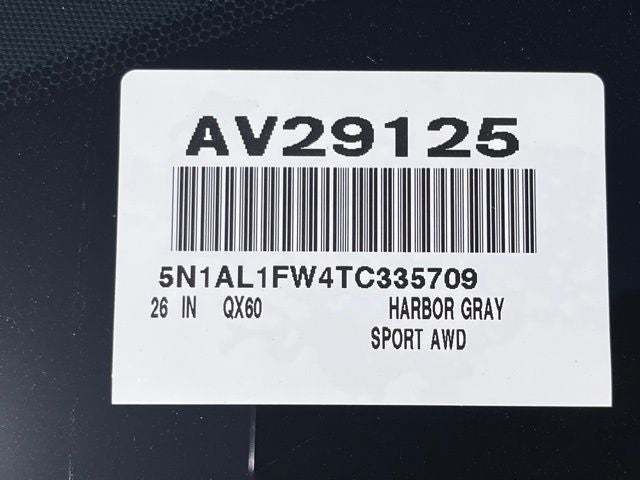 AV29125
5N1AL1FW4TC335709
26 IN QX60 HARBOR GRAY
SPORT AWD